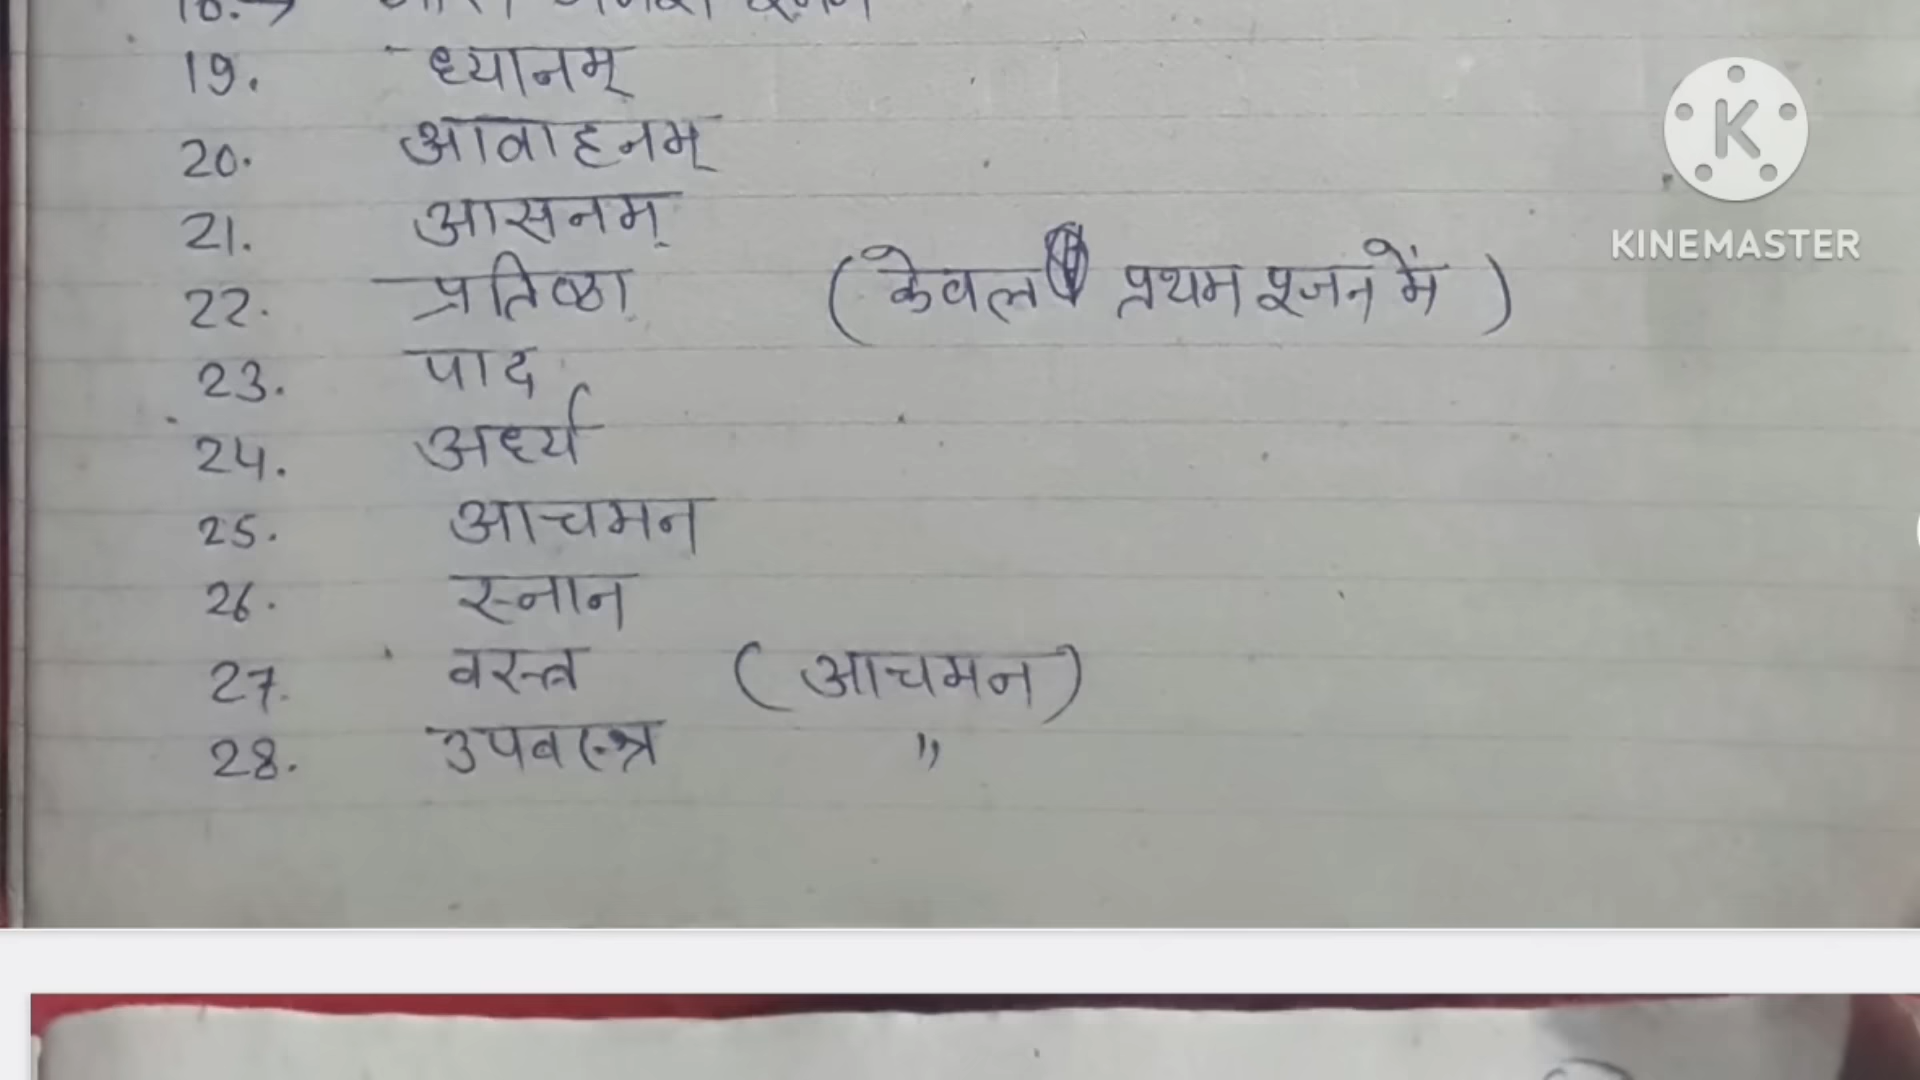 19. ध्यानम्
20. आवाहनम्
21. आसनम्
22. प्रतिष्ठा (केवल प्रथम पूजन में)
23. पाद
24. अर्घ्य
25. आचमन
26. स्नान
27. वस्त्र (आचमन)
28. उपवस्त्र "
K
KINEMASTER